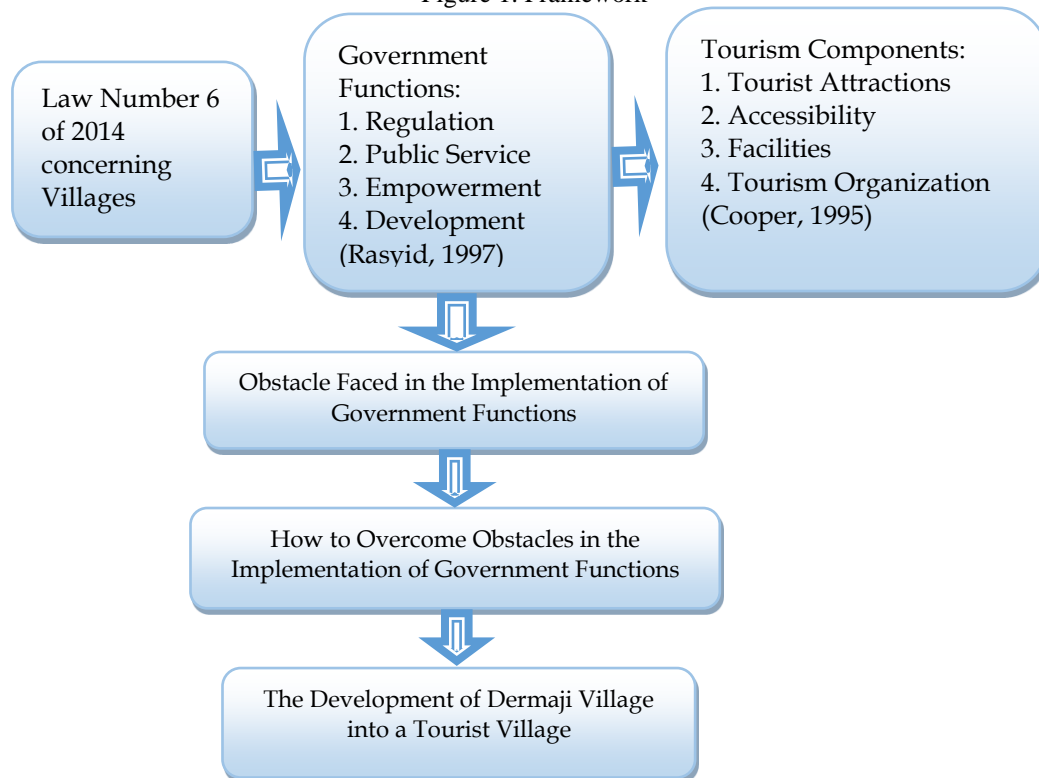 Figure 1. Framework
Law Number 6
of 2014
concerning
Villages
Government
Functions:
1. Regulation
2. Public Service
3. Empowerment
4. Development
(Rasyid, 1997)
Tourism Components:
1. Tourist Attractions
2. Accessibility
3. Facilities
4. Tourism Organization
(Cooper, 1995)
Obstacle Faced in the Implementation of
Government Functions
How to Overcome Obstacles in the
Implementation of Government Functions
The Development of Dermaji Village
into a Tourist Village